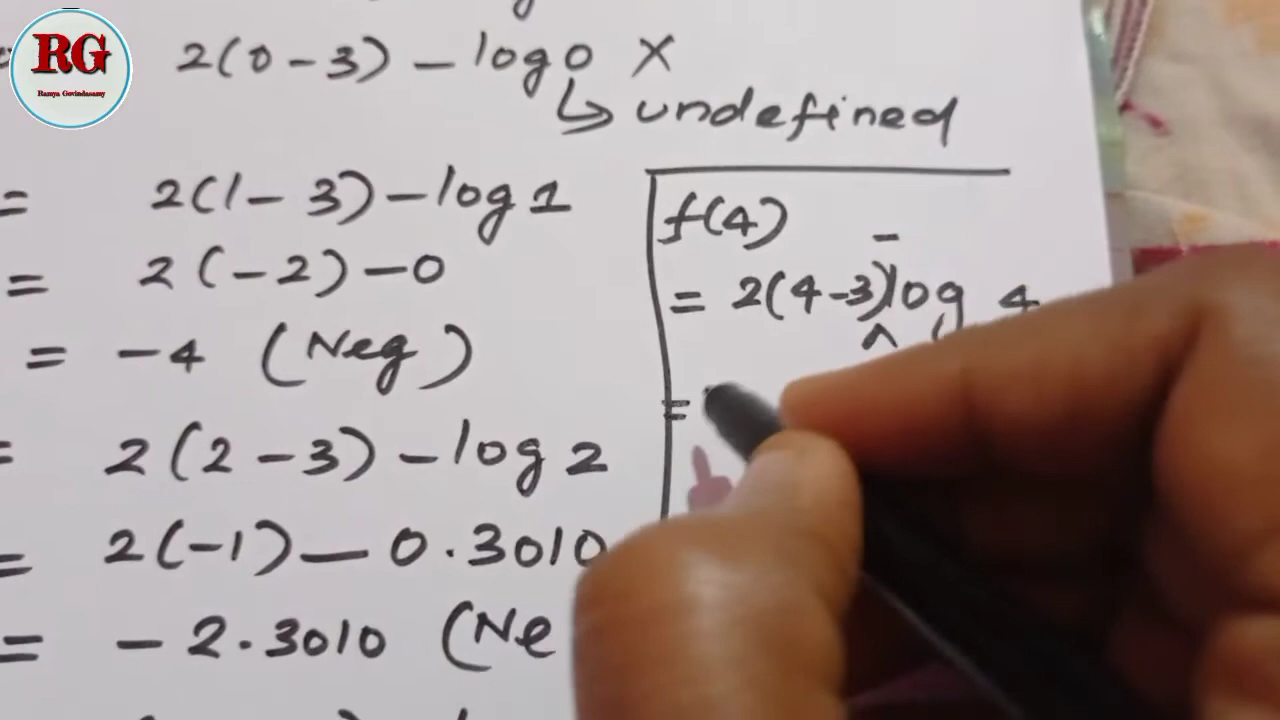 RG
Ramya Govindasamy
2(0-3) - log 0 X
↳ undefined
= 2(1-3) - log 1
= 2(-2) - 0
= -4 (Neg)
= 2(2-3) - log 2
= 2(-1) - 0.3010
= -2.3010 (Ne
f(4)
= 2(4-3) - log 4
=